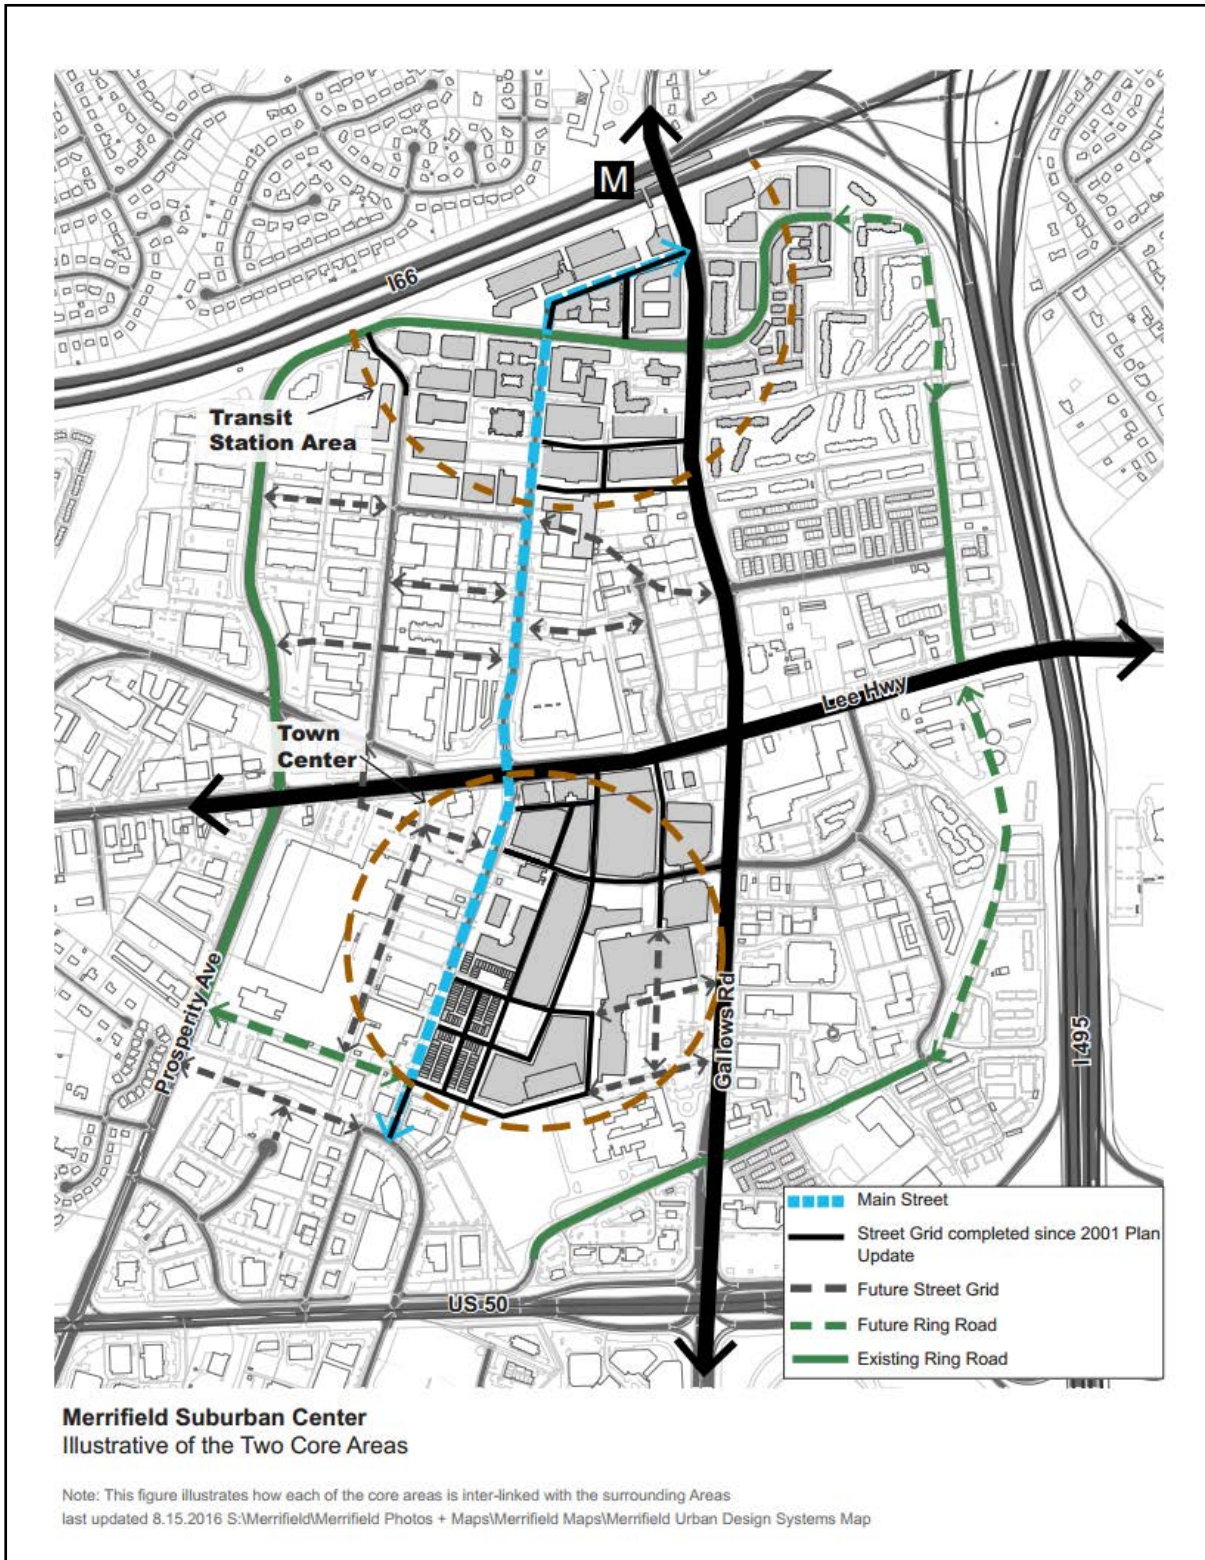 M
I66
Transit
Station Area
Lee Hwy
Town
Center
Prosperity Ave
Gallows Rd
I 495
US 50
Main Street
Street Grid completed since 2001 Plan
Update
Future Street Grid
Future Ring Road
Existing Ring Road
Merrifield Suburban Center
Illustrative of the Two Core Areas
Note: This figure illustrates how each of the core areas is inter-linked with the surrounding Areas
last updated 8.15.2016 S:\Merrifield\Merrifield Photos + Maps\Merrifield Maps\Merrifield Urban Design Systems Map